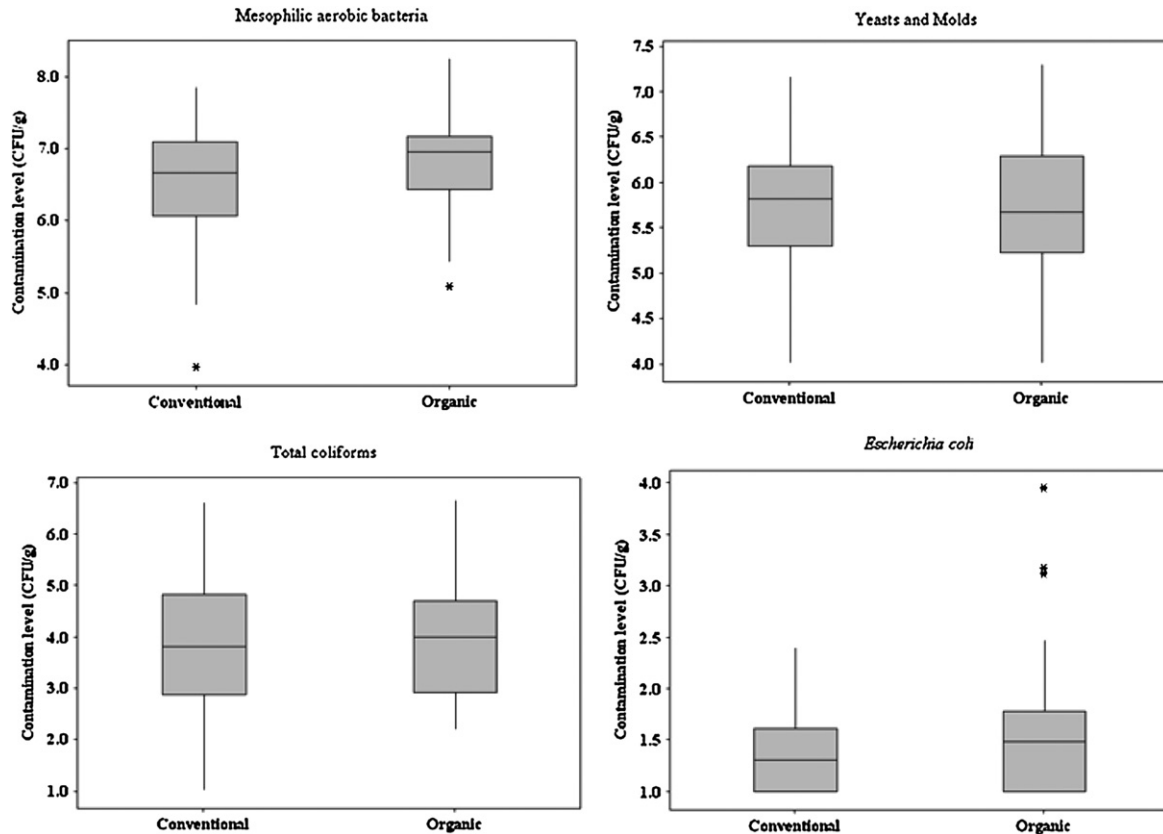 Mesophilic aerobic bacteria
Contamination level (CFU/g)
8.0
7.0
6.0
5.0
4.0
Conventional
Organic
Yeasts and Molds
Contamination level (CFU/g)
7.5
7.0
6.5
6.0
5.5
5.0
4.5
4.0
Conventional
Organic
Total coliforms
Contamination level (CFU/g)
7.0
6.0
5.0
4.0
3.0
2.0
1.0
Conventional
Organic
Escherichia coli
Contamination level (CFU/g)
4.0
3.5
3.0
2.5
2.0
1.5
1.0
Conventional
Organic